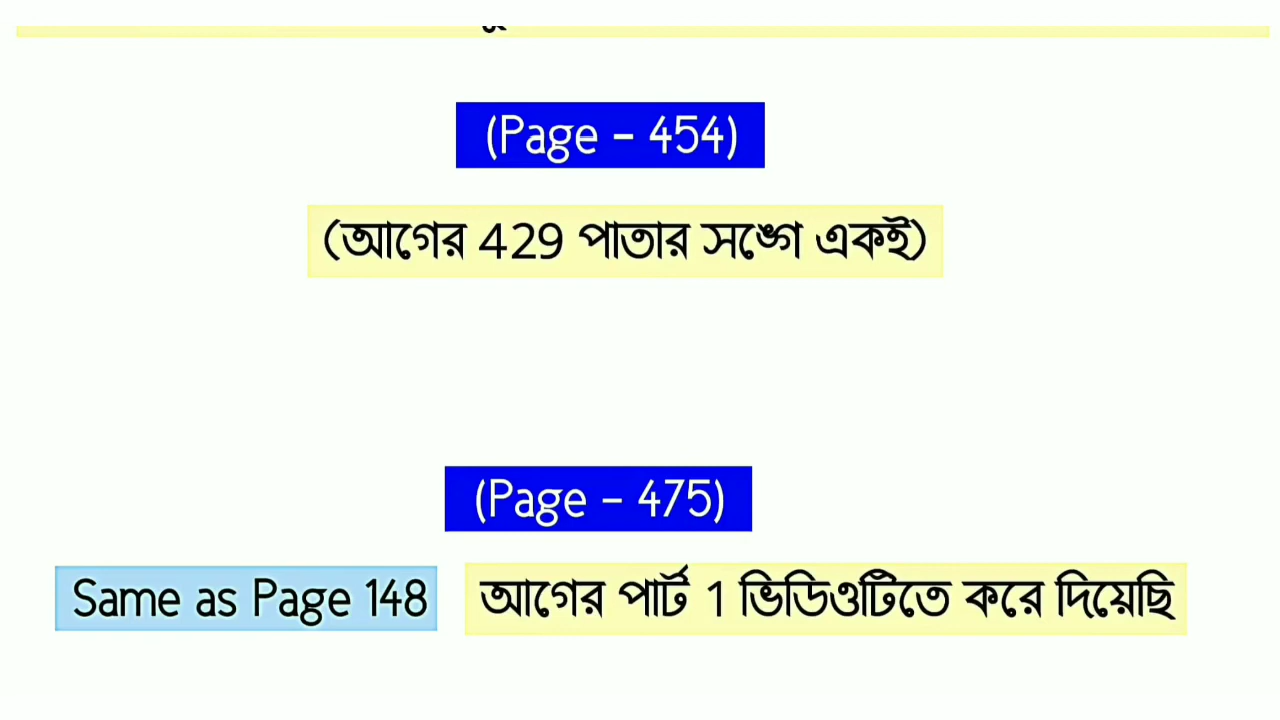 (Page – 454)
(আগের 429 পাতার সঙ্গে একই)
(Page – 475)
Same as Page 148 আগের পার্ট 1 ভিডিওটিতে করে দিয়েছি